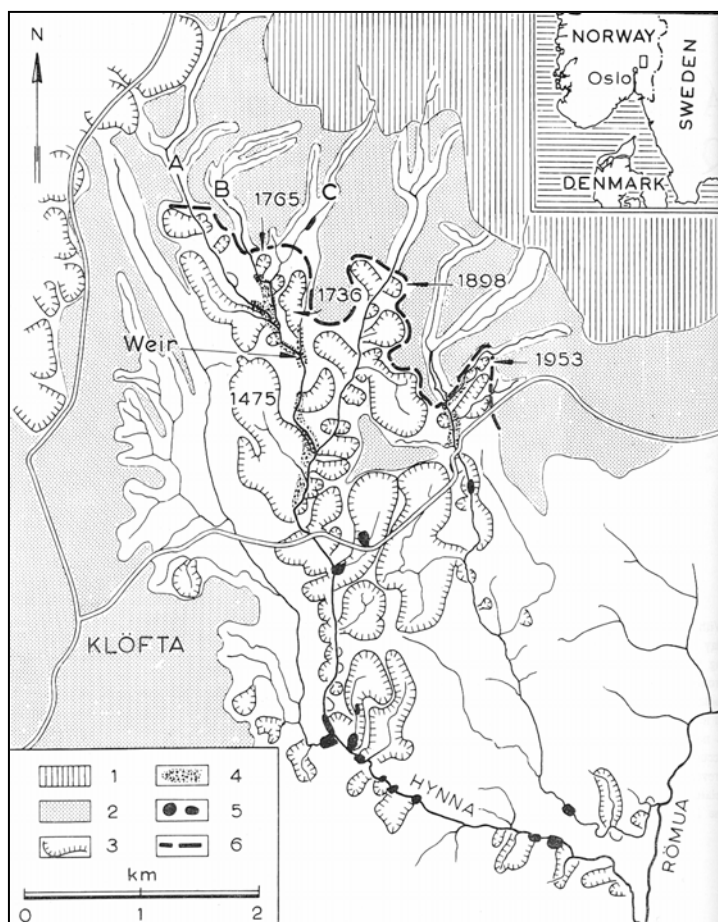 N
NORWAY
Oslo
SWEDEN
DENMARK
A
B
C
1765
1736
1898
Weir
1953
1475
KLÖFTA
HYNNA
RÖMUA
1
2
3
4
5
6
km
0
1
2